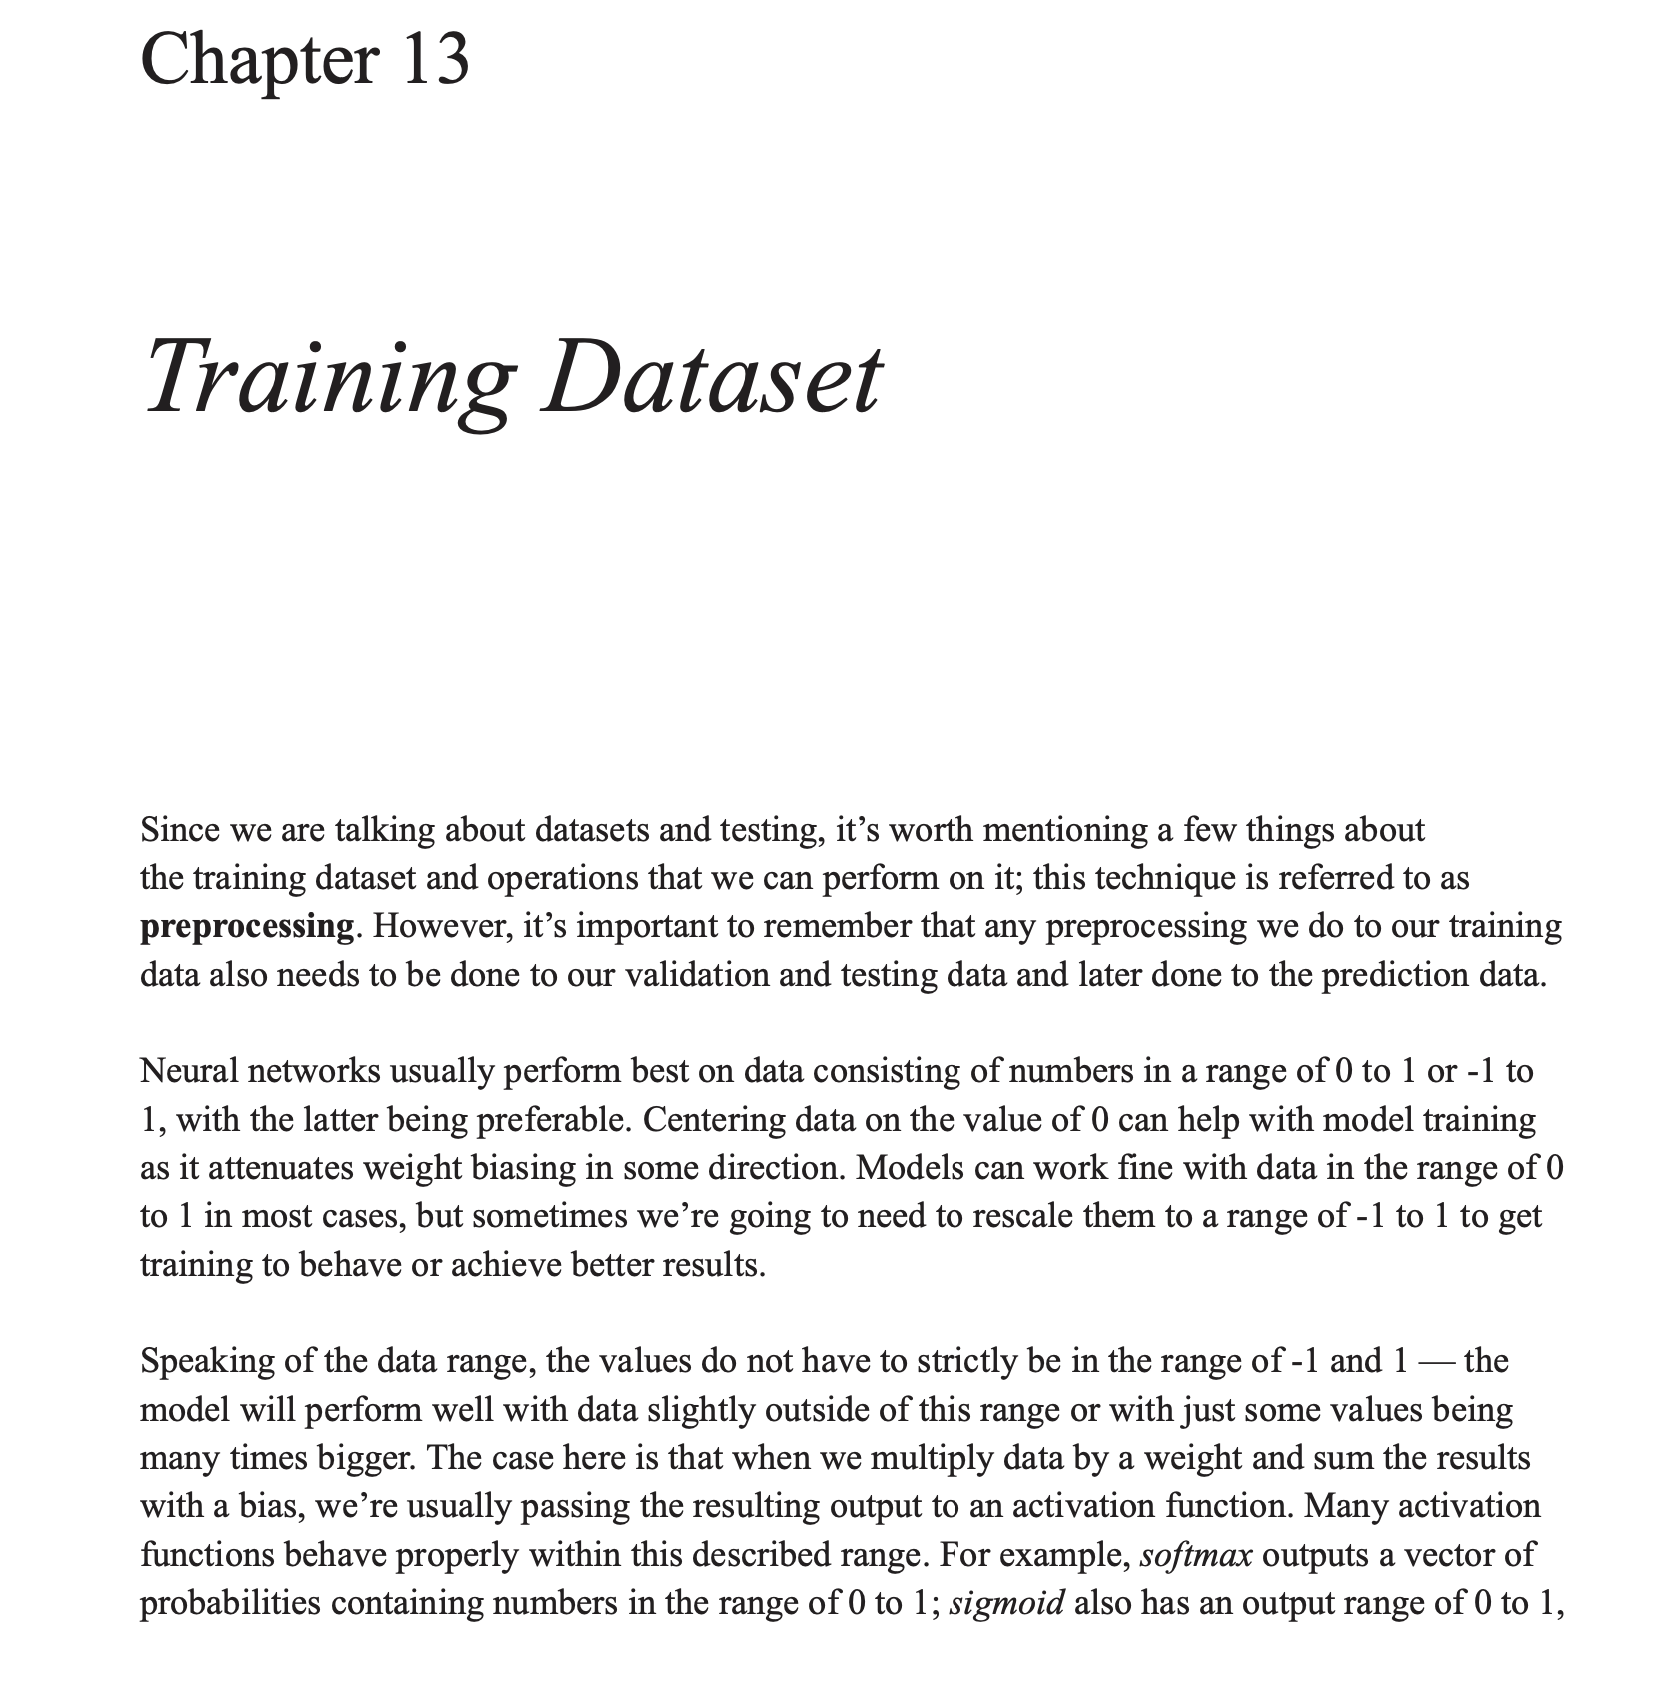 Chapter 13
Training Dataset
Since we are talking about datasets and testing, it’s worth mentioning a few things about
the training dataset and operations that we can perform on it; this technique is referred to as
preprocessing. However, it’s important to remember that any preprocessing we do to our training
data also needs to be done to our validation and testing data and later done to the prediction data.
Neural networks usually perform best on data consisting of numbers in a range of 0 to 1 or -1 to
1, with the latter being preferable. Centering data on the value of 0 can help with model training
as it attenuates weight biasing in some direction. Models can work fine with data in the range of 0
to 1 in most cases, but sometimes we’re going to need to rescale them to a range of -1 to 1 to get
training to behave or achieve better results.
Speaking of the data range, the values do not have to strictly be in the range of -1 and 1 — the
model will perform well with data slightly outside of this range or with just some values being
many times bigger. The case here is that when we multiply data by a weight and sum the results
with a bias, we’re usually passing the resulting output to an activation function. Many activation
functions behave properly within this described range. For example, softmax outputs a vector of
probabilities containing numbers in the range of 0 to 1; sigmoid also has an output range of 0 to 1,